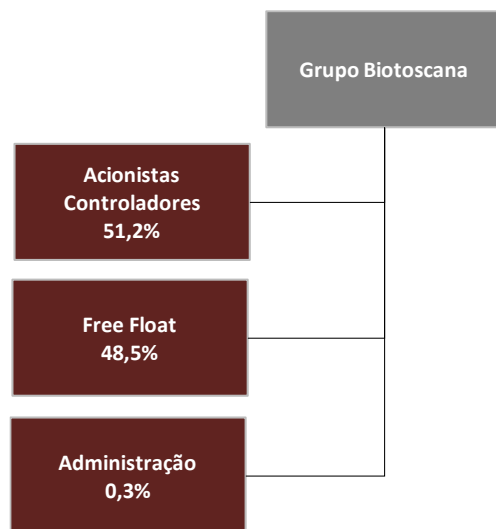 Grupo Biotoscana
Acionistas
Controladores
51,2%
Free Float
48,5%
Administração
0,3%